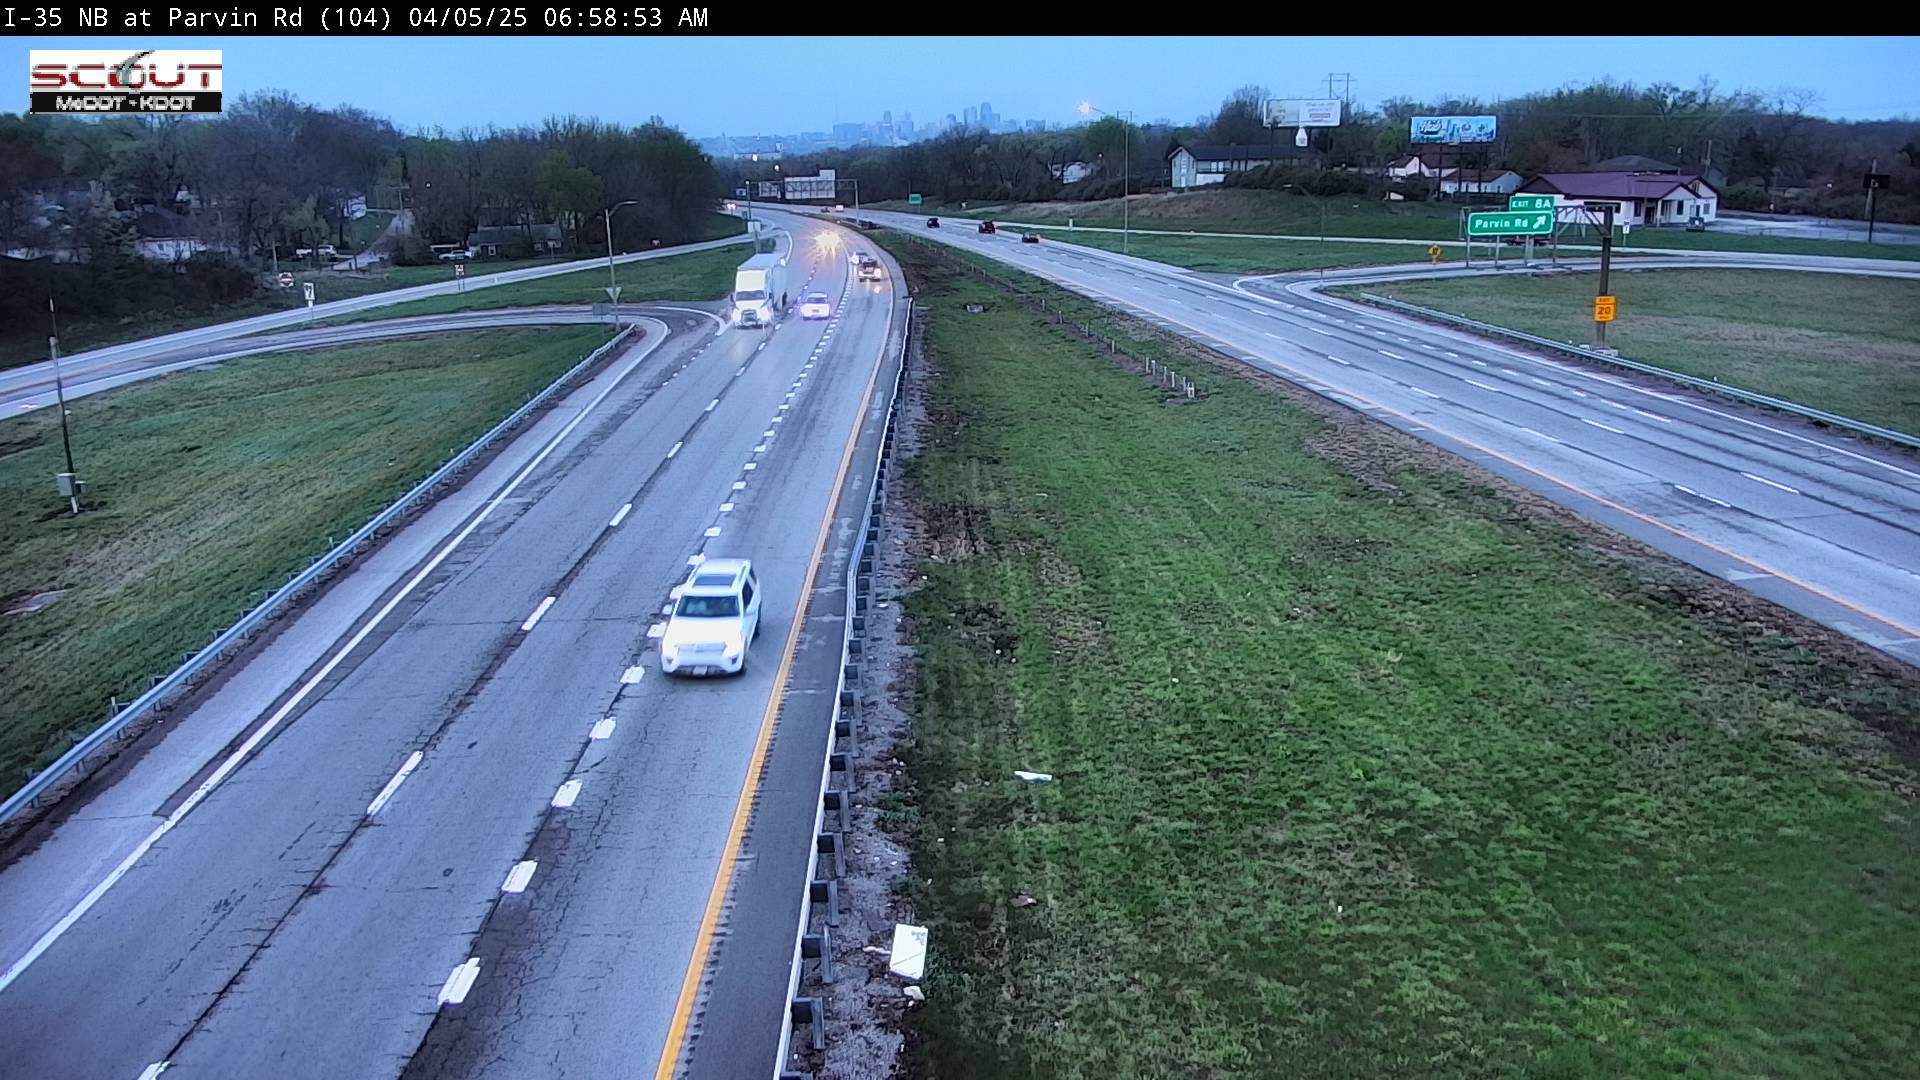 I-35 NB at Parvin Rd (104) 04/05/25 06:58:53 AM
SCOUT
MoDOT - KDOT
EXIT 8A
Parvin Rd
EXIT
20